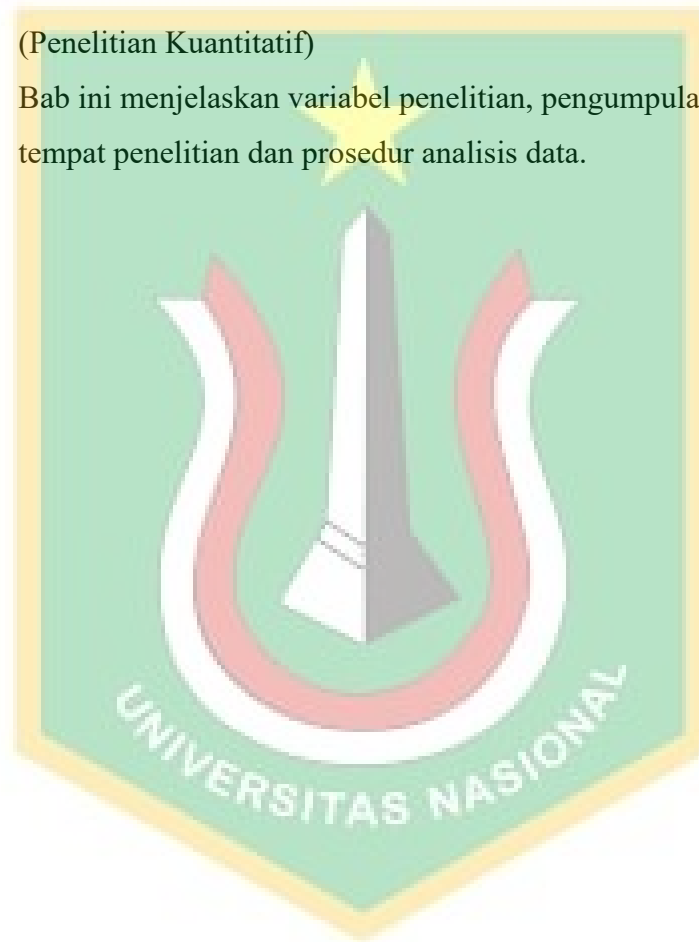 (Penelitian Kuantitatif)
Bab ini menjelaskan variabel penelitian, pengumpula
tempat penelitian dan prosedur analisis data.
UNIVERSITAS NASIONAL